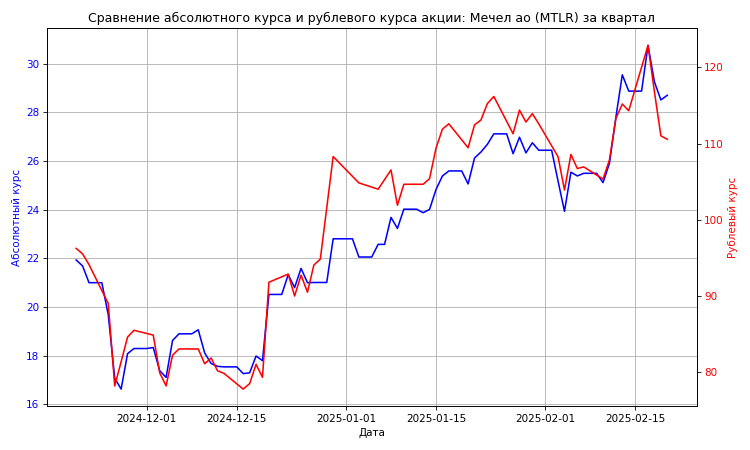 Сравнение абсолютного курса и рублевого курса акции: Мечел ао (MTLR) за квартал
30
28
26
24
22
20
18
16
Абсолютный курс
120
110
100
90
80
Рублевый курс
2024-12-01 2024-12-15 2025-01-01 2025-01-15 2025-02-01 2025-02-15
Дата